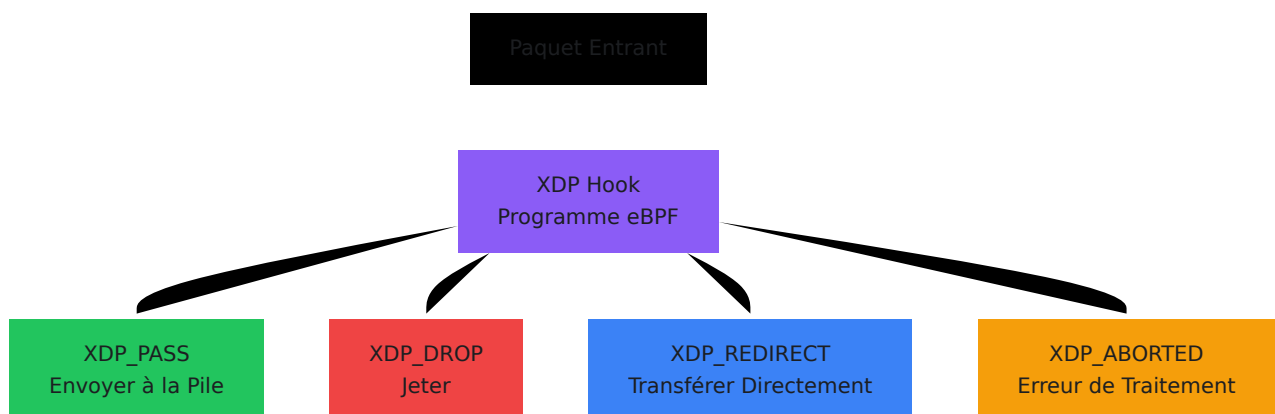 Paquet Entrant
XDP Hook
Programme eBPF
XDP_PASS
Envoyer à la Pile
XDP_DROP
Jeter
XDP_REDIRECT
Transférer Directement
XDP_ABORTED
Erreur de Traitement